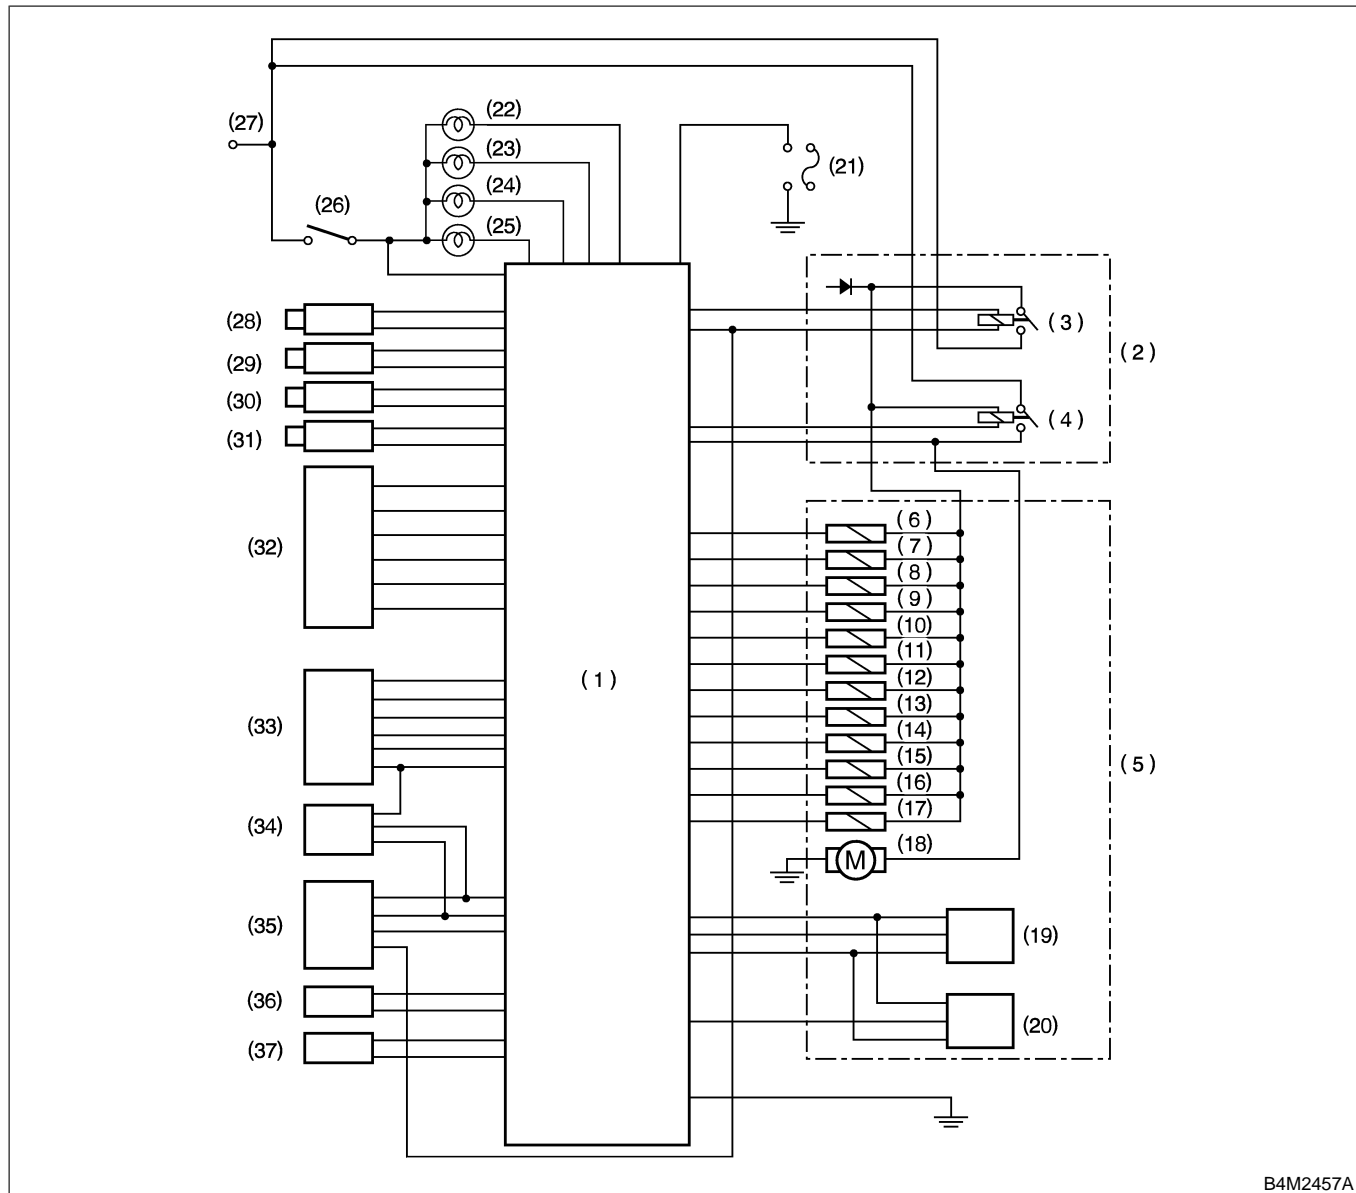 (22)
(27)
(23)
(21)
(24)
(26)
(25)
(28)
( 3 )
( 2 )
(29)
(30)
( 4 )
(31)
( 6 )
( 7 )
(32)
( 8 )
( 9 )
(10)
(11)
( 1 )
(12)
(13)
(33)
(14)
(15)
( 5 )
(16)
(17)
(34)
(18)
M
(35)
(19)
(36)
(20)
(37)
B4M2457A